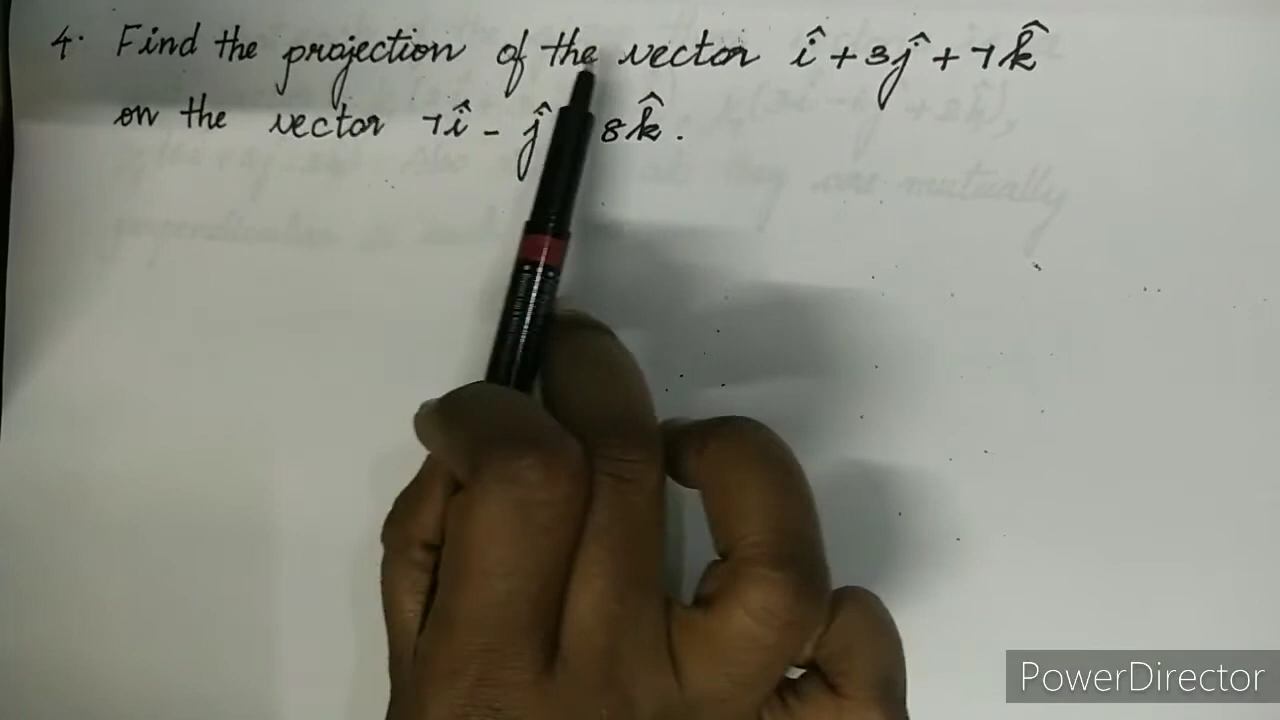 4. Find the projection of the vector î + 3ĵ + 7k̂
on the vector 7î - ĵ 8k̂.
PowerDirector